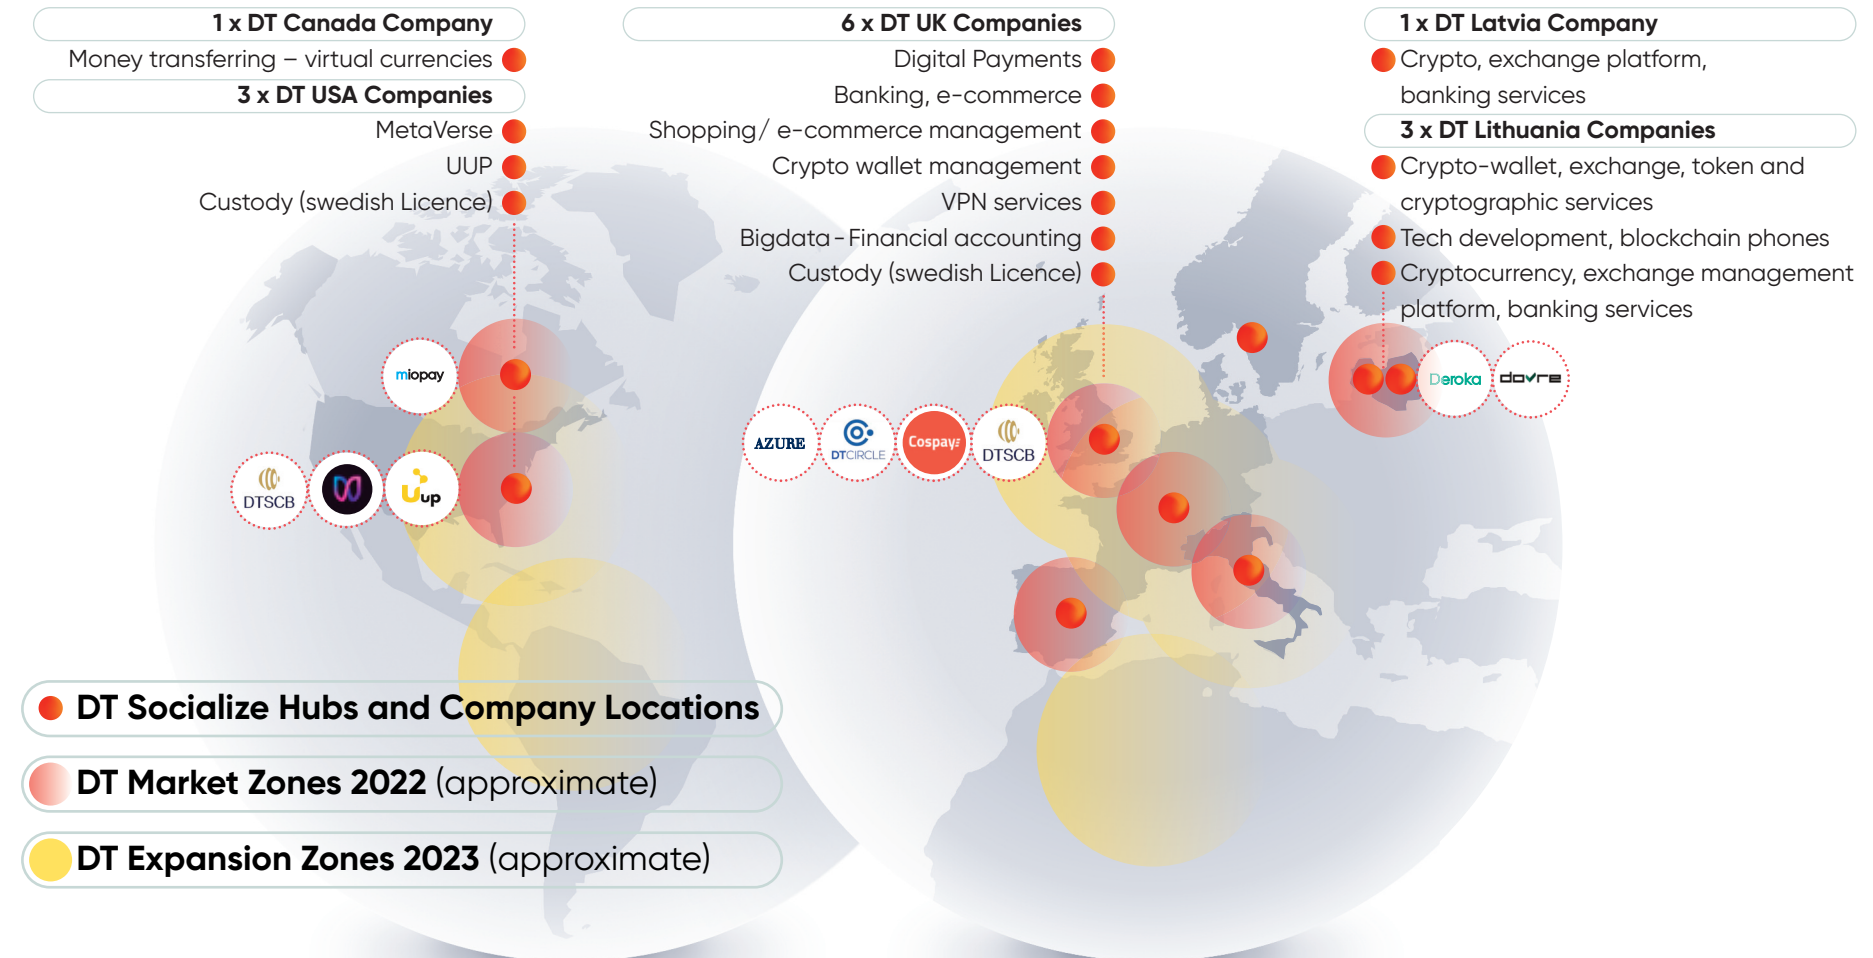 1 x DT Canada Company
Money transferring – virtual currencies
3 x DT USA Companies
MetaVerse
UUP
Custody (swedish Licence)
6 x DT UK Companies
Digital Payments
Banking, e-commerce
Shopping/ e-commerce management
Crypto wallet management
VPN services
Bigdata - Financial accounting
Custody (swedish Licence)
1 x DT Latvia Company
Crypto, exchange platform,
banking services
3 x DT Lithuania Companies
Crypto-wallet, exchange, token and
cryptographic services
Tech development, blockchain phones
Cryptocurrency, exchange management
platform, banking services
miopay
DTSCB
Uup
AZURE
DTCIRCLE
Cospay
DTSCB
Deroka
dovre
DT Socialize Hubs and Company Locations
DT Market Zones 2022 (approximate)
DT Expansion Zones 2023 (approximate)